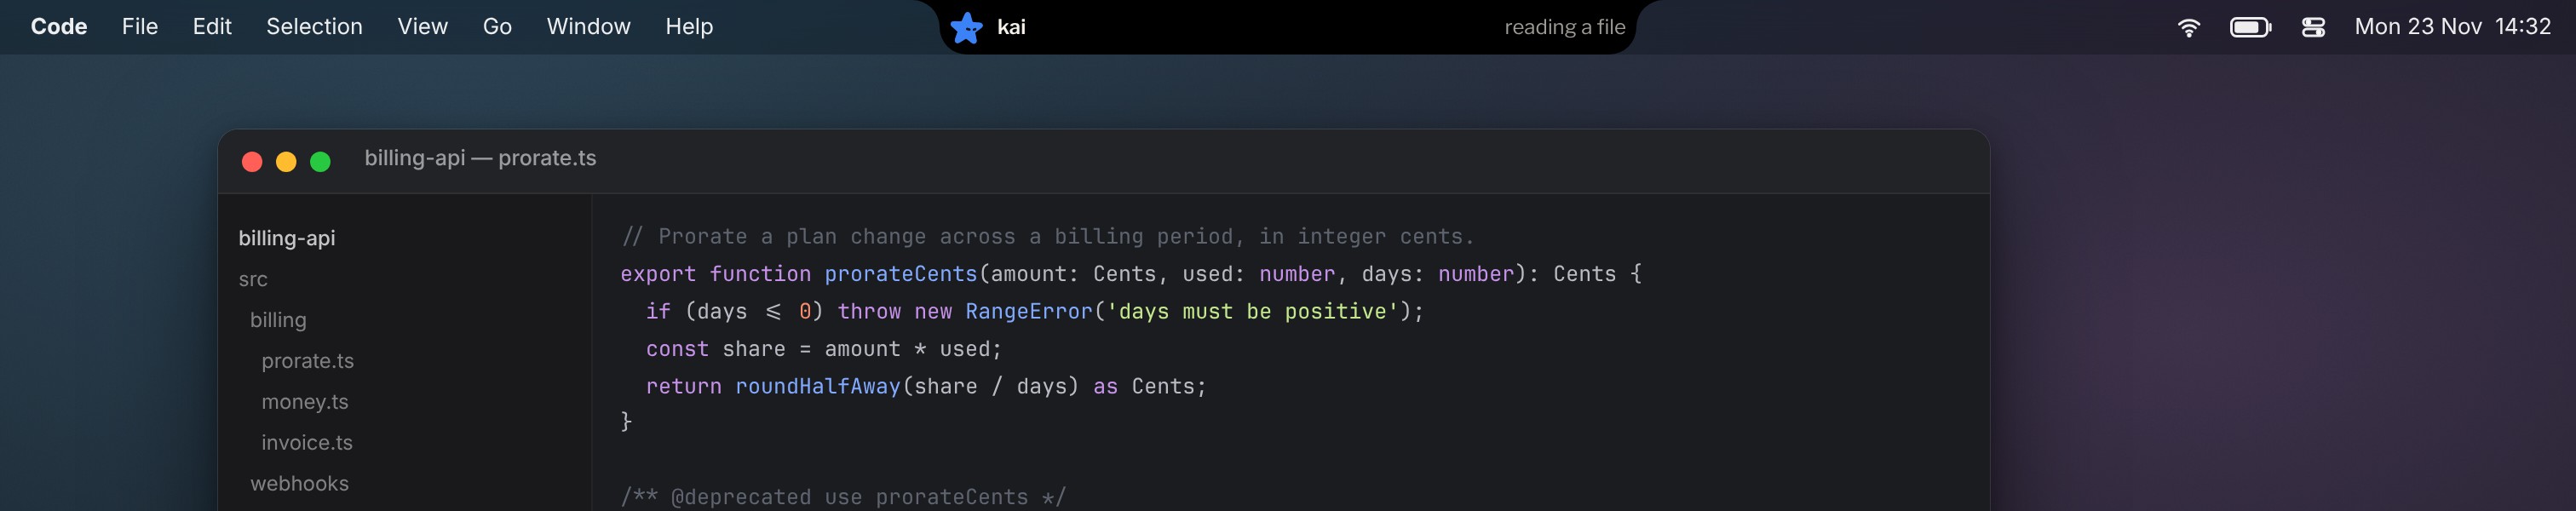 Code File Edit Selection View Go Window Help kai reading a file Mon 23 Nov 14:32
billing-api — prorate.ts
billing-api
src
billing
prorate.ts
money.ts
invoice.ts
webhooks
// Prorate a plan change across a billing period, in integer cents.
export function prorateCents(amount: Cents, used: number, days: number): Cents {
if (days <= 0) throw new RangeError('days must be positive');
const share = amount * used;
return roundHalfAway(share / days) as Cents;
}
/** @deprecated use prorateCents */